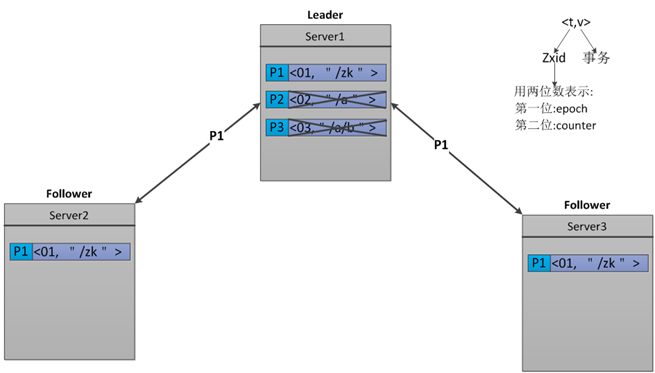 Leader
Server1
P1 <01, "/zk" >
P2 <02, "/a" >
P3 <03, "/a/b" >
<t,v>
Zxid 事务
用两位数表示:
第一位:epoch
第二位:counter
P1
P1
Follower
Server2
P1 <01, "/zk" >
Follower
Server3
P1 <01, "/zk" >